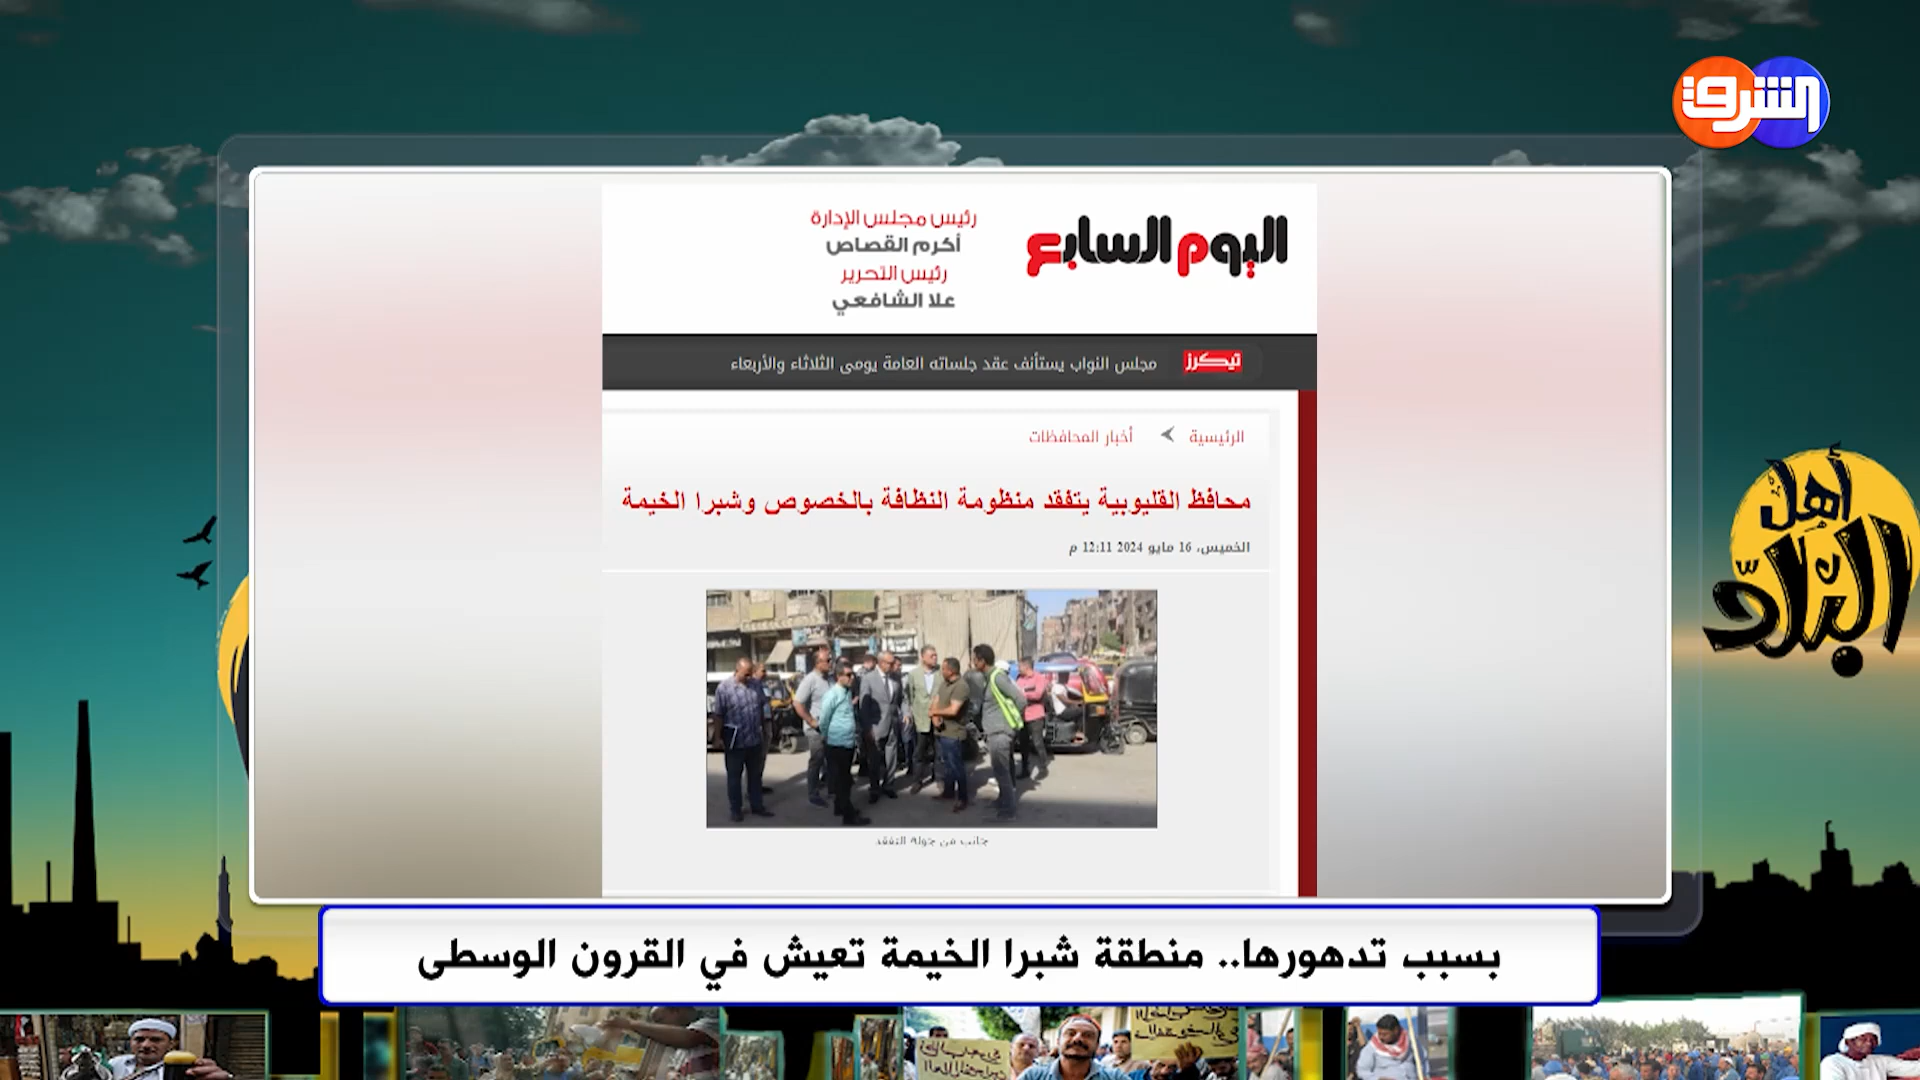 الشرق
اليوم السابع
رئيس مجلس الإدارة
أكرم القصاص
رئيس التحرير
علا الشافعي
تيكرز
مجلس النواب يستأنف عقد جلساته العامة يومى الثلاثاء والأربعاء
الرئيسية
أخبار المحافظات
محافظ القليوبية يتفقد منظومة النظافة بالخصوص وشبرا الخيمة
الخميس، 16 مايو 2024 12:11 م
جانب من جولة التفقد
أهل البلد
بسبب تدهورها.. منطقة شبرا الخيمة تعيش في القرون الوسطى